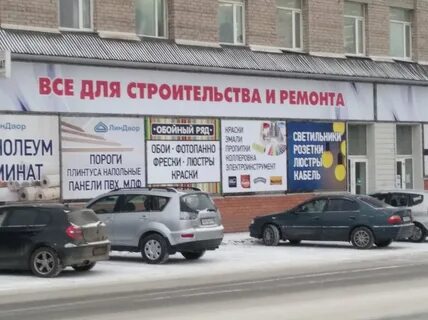 ВСЕ ДЛЯ СТРОИТЕЛЬСТВА И РЕМОНТА
ЛинДвор
НОЛЕУМ
МИНАТ
ЛинДвор
ПОРОГИ
ПЛИНТУСА НАПОЛЬНЫЕ
ПАНЕЛИ ПВХ, МДФ
ОБОЙНЫЙ РЯД
ОБОИ · ФОТОПАННО
ФРЕСКИ · ЛЮСТРЫ
КРАСКИ
КРАСКИ
ЭМАЛИ
ПРОПИТКИ
КОЛЛЕРОВКА
ЭЛЕКТРОИНСТРУМЕНТ
СВЕТИЛЬНИКИ
РОЗЕТКИ
ЛЮСТРЫ
КАБЕЛЬ